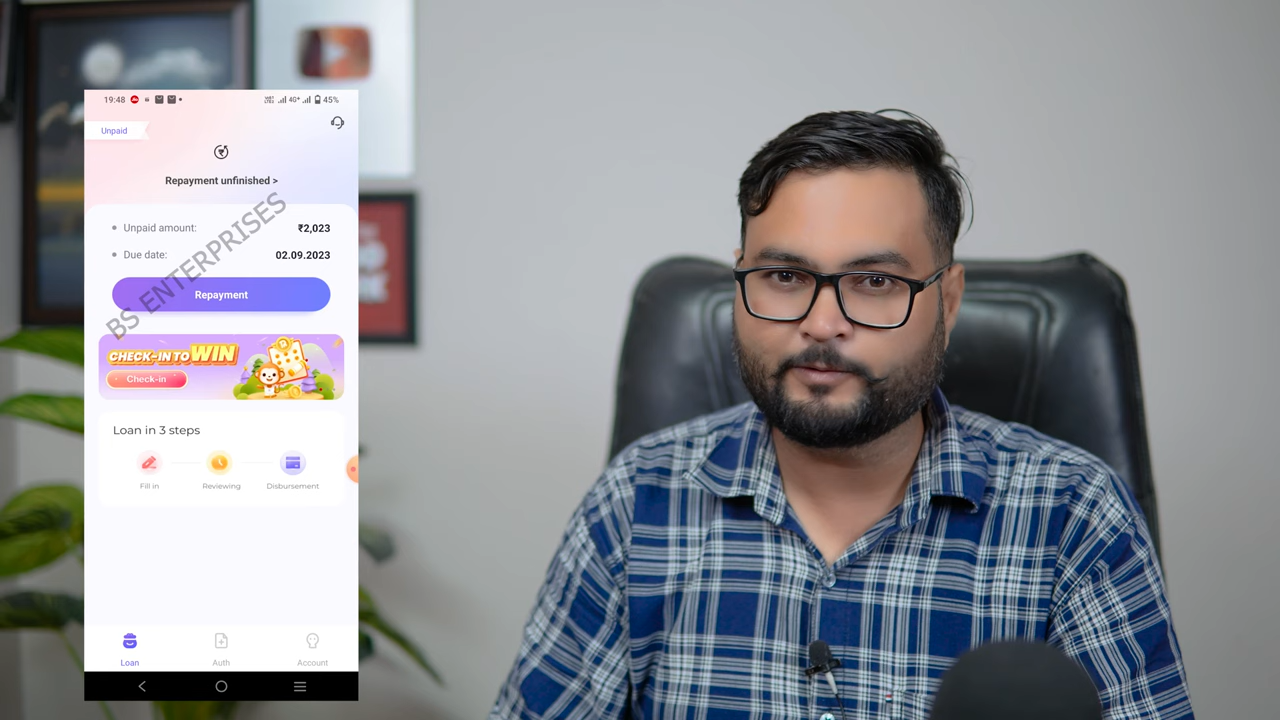 19:48
4G+
45%
Unpaid
Repayment unfinished >
Unpaid amount: ₹2,023
Due date: 02.09.2023
Repayment
BS ENTERPRISES
CHECK-IN TO WIN
Check-in
Loan in 3 steps
Fill in
Reviewing
Disbursement
Loan
Auth
Account